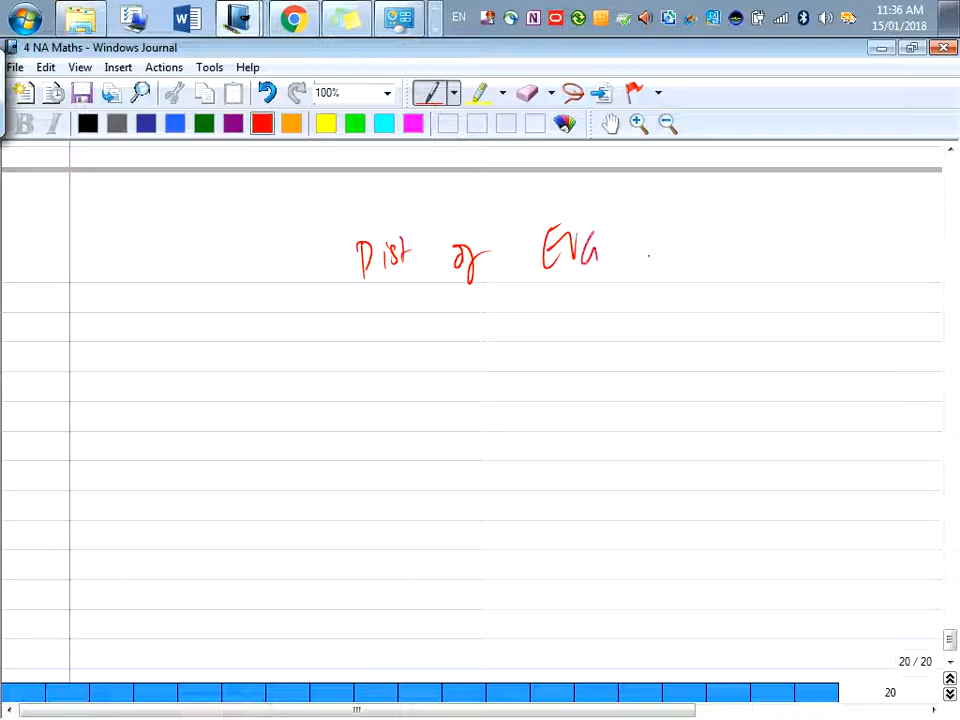 EN
11:36 AM
15/01/2018
4 NA Maths - Windows Journal
File Edit View Insert Actions Tools Help
100%
B I
Dist of EVG
20 / 20
20